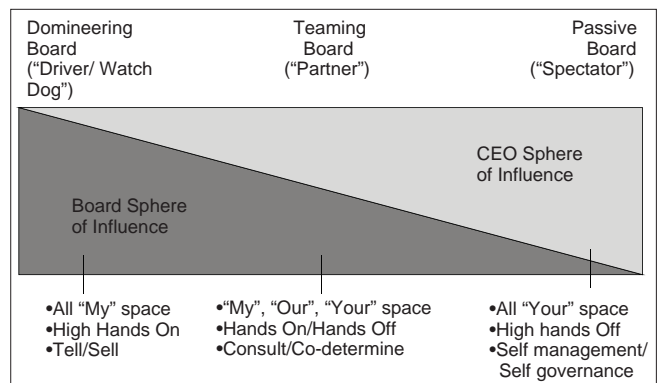 Domineering
Board
(“Driver/ Watch
Dog”)
Teaming
Board
(“Partner”)
Passive
Board
(“Spectator”)
CEO Sphere
of Influence
Board Sphere
of Influence
•All “My” space
•High Hands On
•Tell/Sell
•“My”, “Our”, “Your” space
•Hands On/Hands Off
•Consult/Co-determine
•All “Your” space
•High hands Off
•Self management/
Self governance